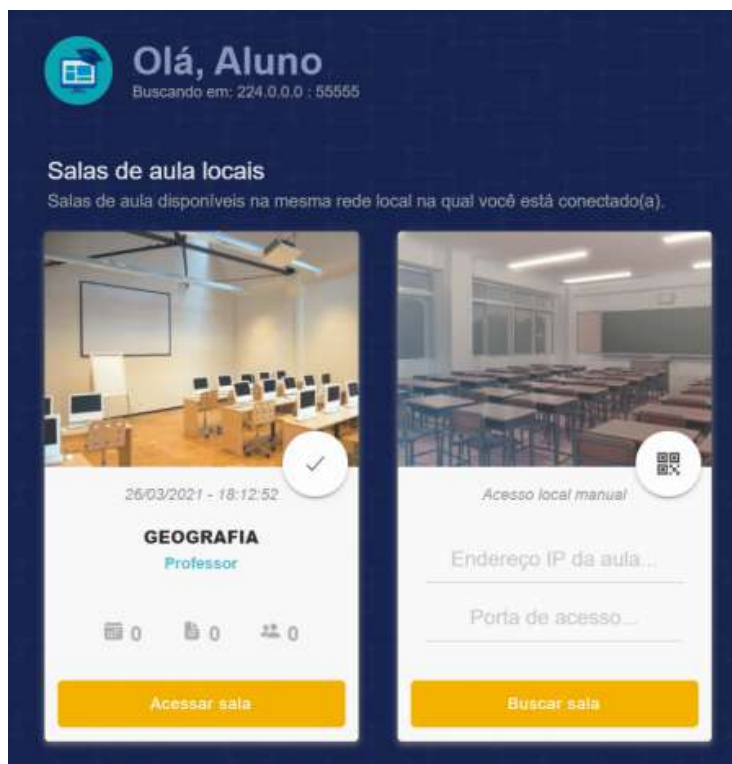 Olá, Aluno
Buscando em: 224.0.0.0 : 55555
Salas de aula locais
Salas de aula disponíveis na mesma rede local na qual você está conectado(a).
26/03/2021 - 18:12:52
GEOGRAFIA
Professor
0 0 0
Acessar sala
Acesso local manual
Endereço IP da aula...
Porta de acesso...
Buscar sala